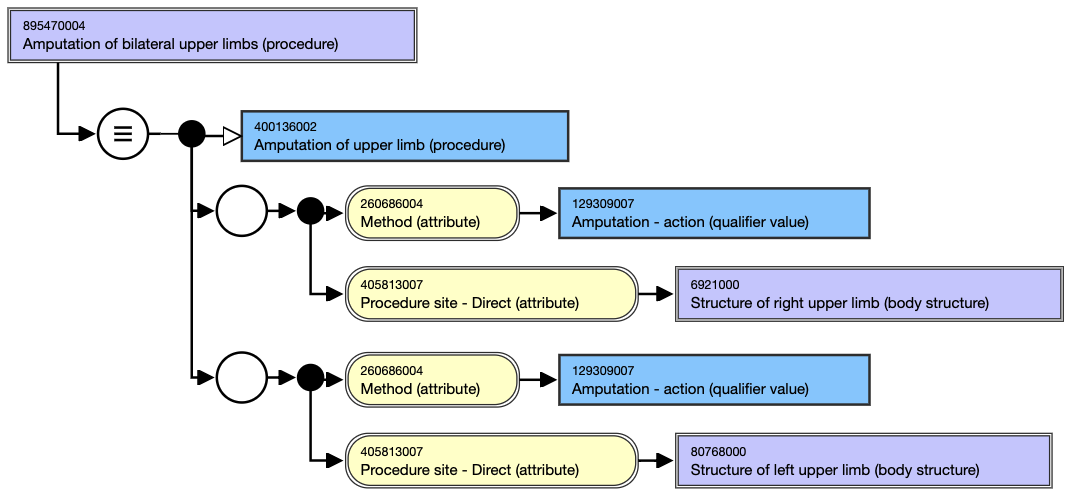 895470004
Amputation of bilateral upper limbs (procedure)
400136002
Amputation of upper limb (procedure)
260686004
Method (attribute)
129309007
Amputation - action (qualifier value)
405813007
Procedure site - Direct (attribute)
6921000
Structure of right upper limb (body structure)
260686004
Method (attribute)
129309007
Amputation - action (qualifier value)
405813007
Procedure site - Direct (attribute)
80768000
Structure of left upper limb (body structure)